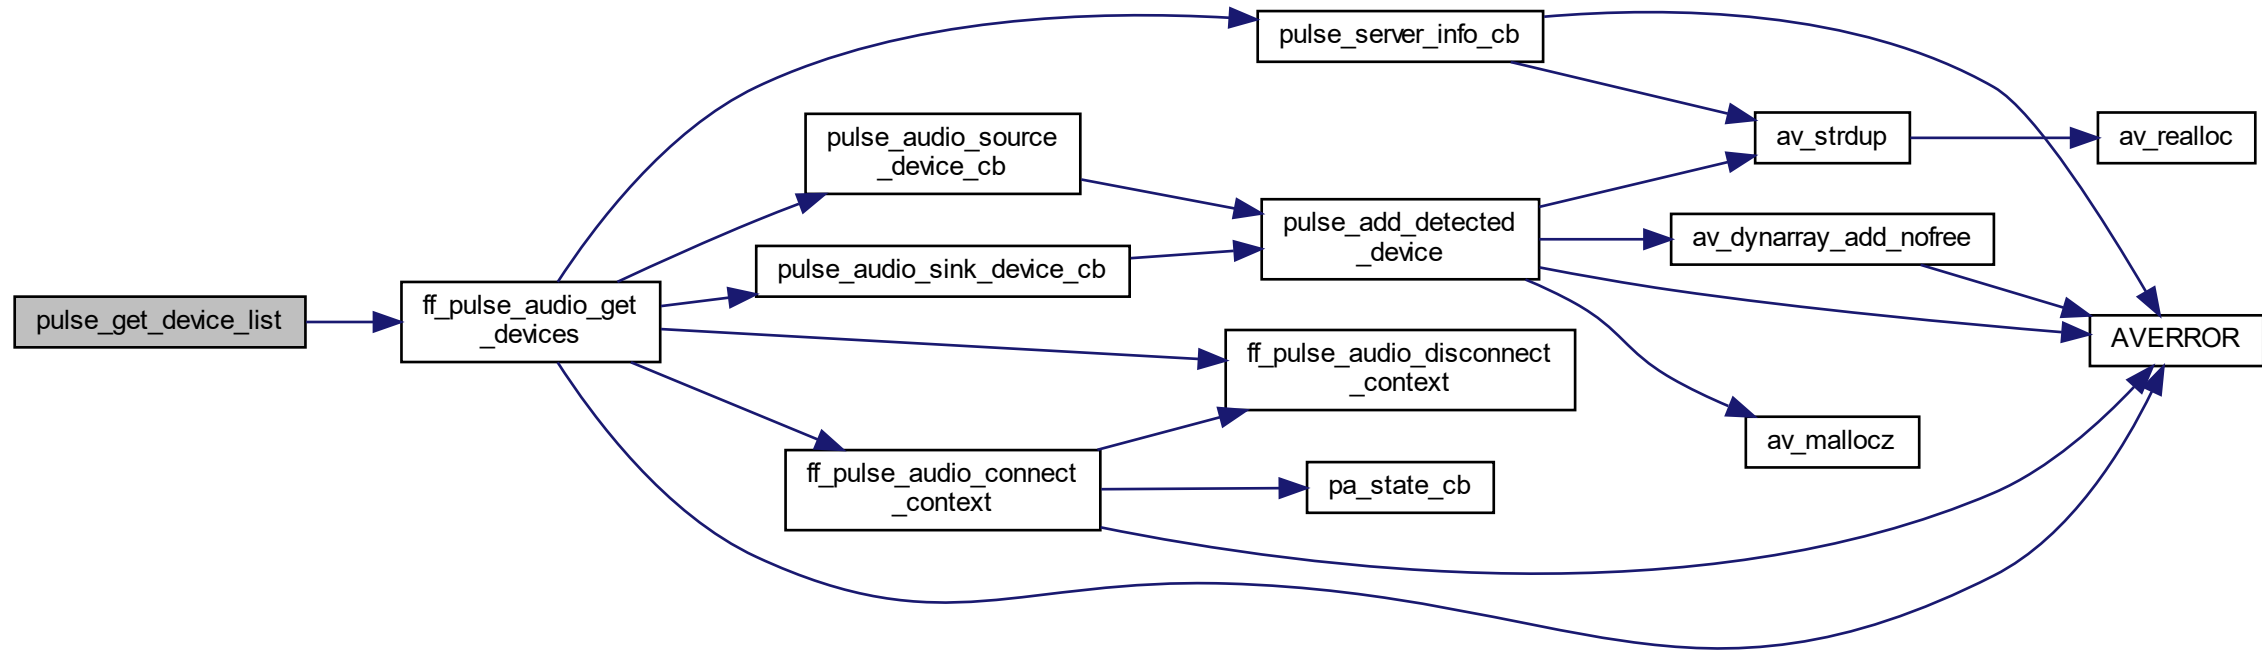 pulse_get_device_list
ff_pulse_audio_get
_devices
pulse_server_info_cb
pulse_audio_source
_device_cb
pulse_audio_sink_device_cb
pulse_add_detected
_device
ff_pulse_audio_disconnect
_context
ff_pulse_audio_connect
_context
pa_state_cb
av_strdup
av_realloc
av_dynarray_add_nofree
AVERROR
av_mallocz